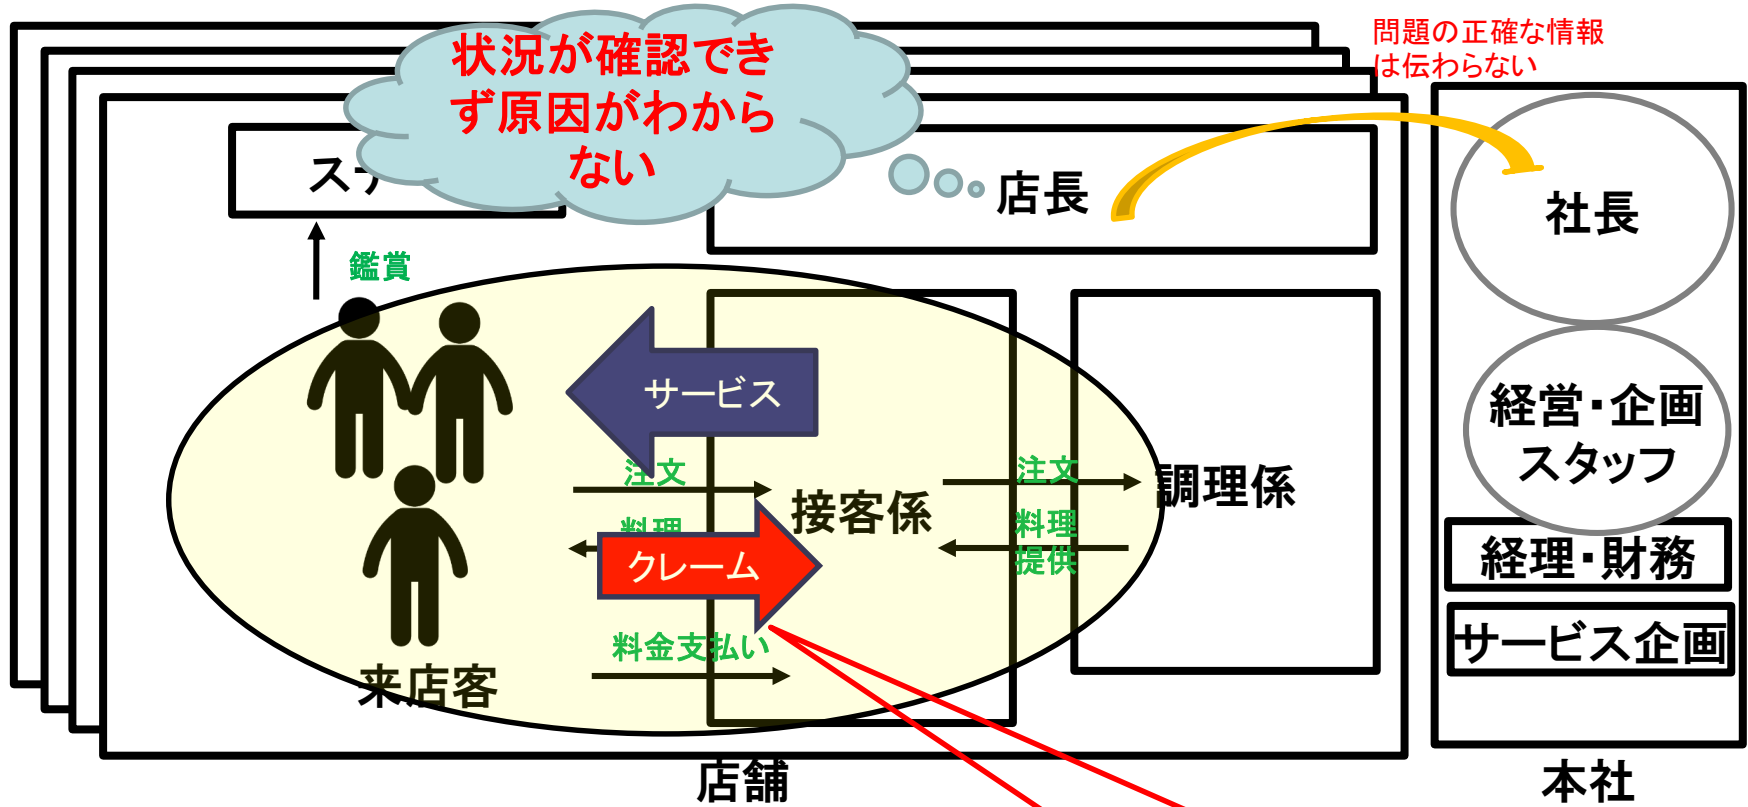 状況が確認でき
ず原因がわから
ない
問題の正確な情報
は伝わらない
店長
社長
鑑賞
サービス
経営・企画
スタッフ
注文
注文
接客係
調理係
料理
料理
提供
クレーム
経理・財務
料金支払い
サービス企画
来店客
店舗
本社